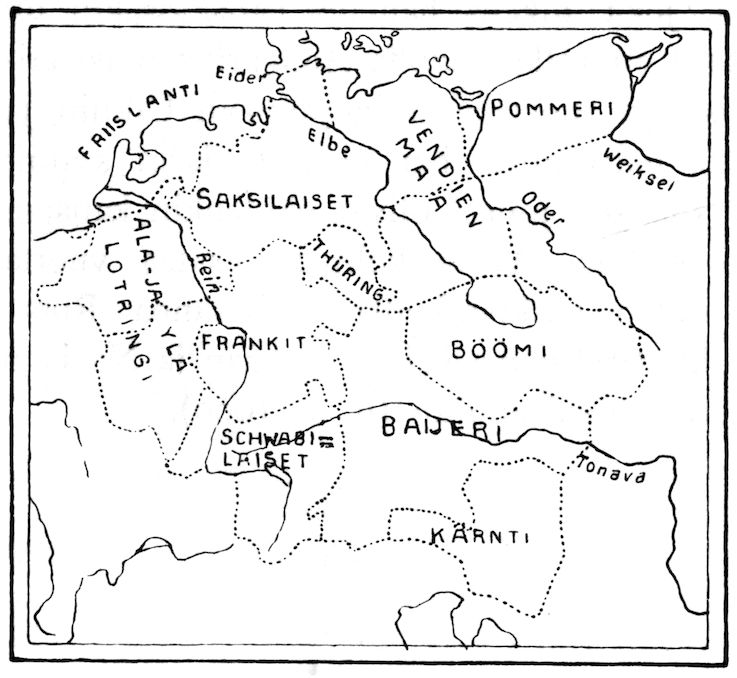 Eider
FRIISLANTI
Elbe
VENDIEN
MAA
POMMERI
Weiksel
SAKSILAISET
Oder
ALA-JA YLÄ
LOTRINGI
Rein
THÜRING.
FRANKIT
BÖÖMI
SCHWABI=
LAISET
BAIJERI
Tonava
KÄRNTI